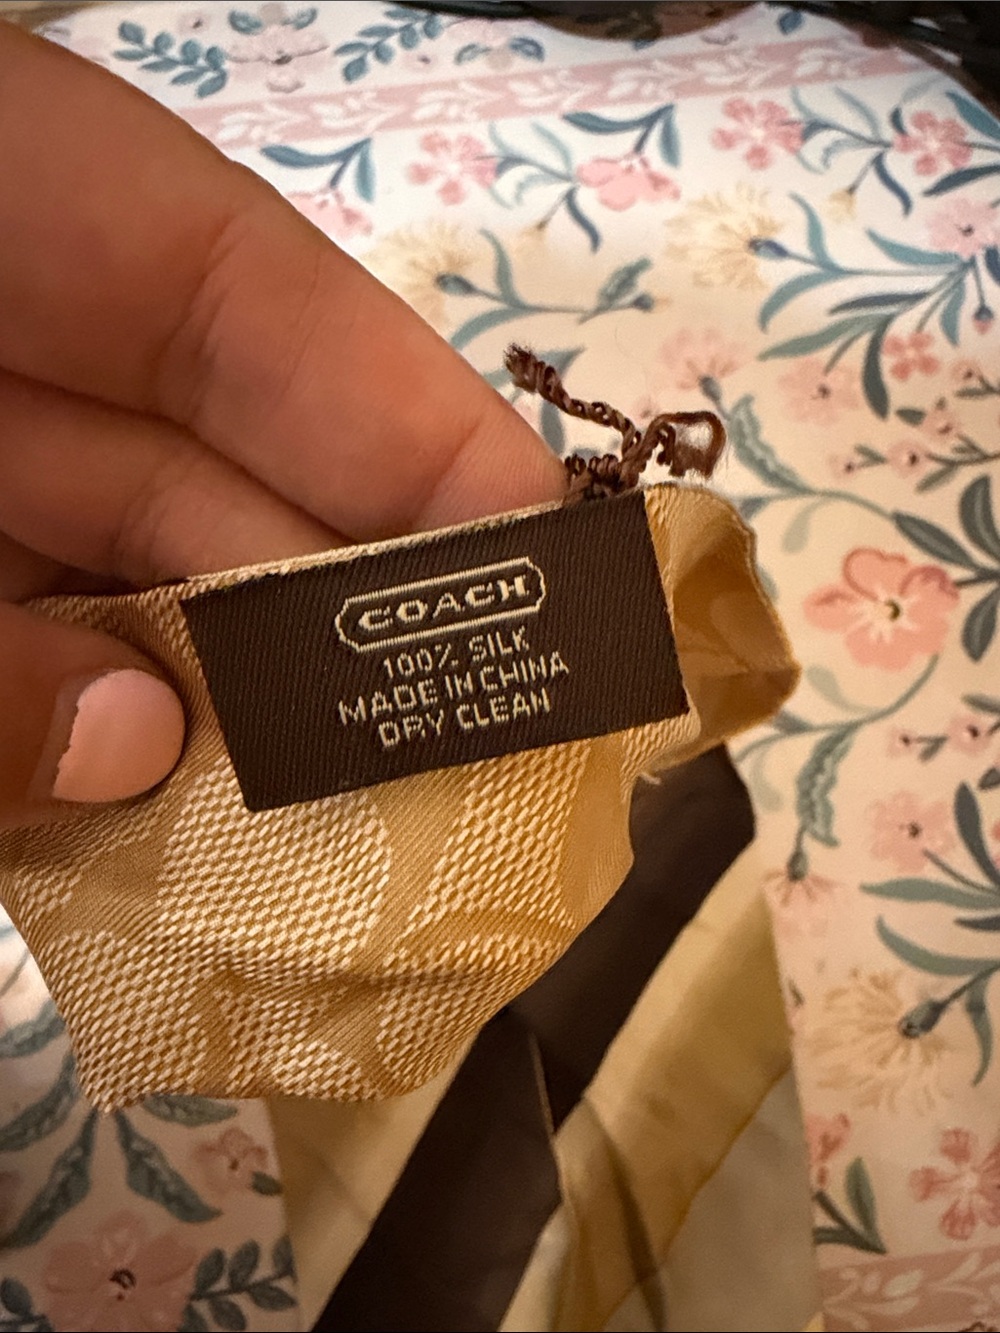 COACH
100% SILK
MADE IN CHINA
DRY CLEAN